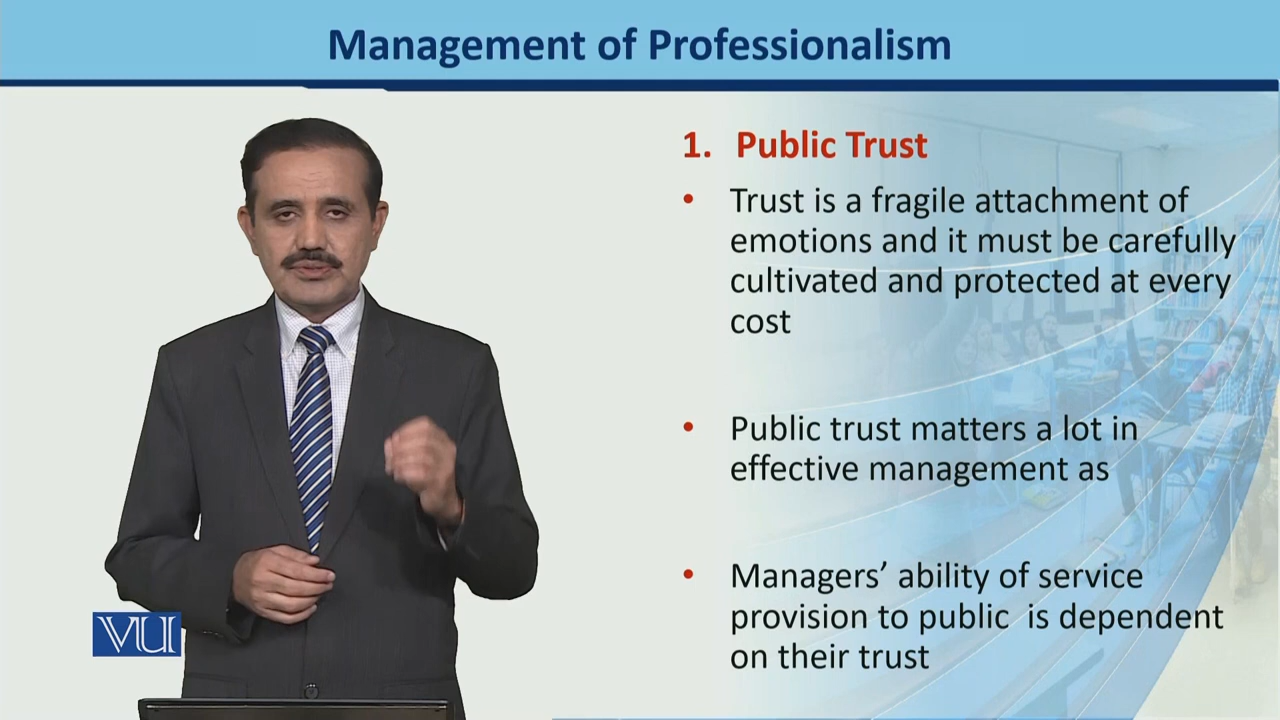 Management of Professionalism
1. Public Trust
• Trust is a fragile attachment of
emotions and it must be carefully
cultivated and protected at every
cost
• Public trust matters a lot in
effective management as
• Managers’ ability of service
provision to public is dependent
on their trust
VU